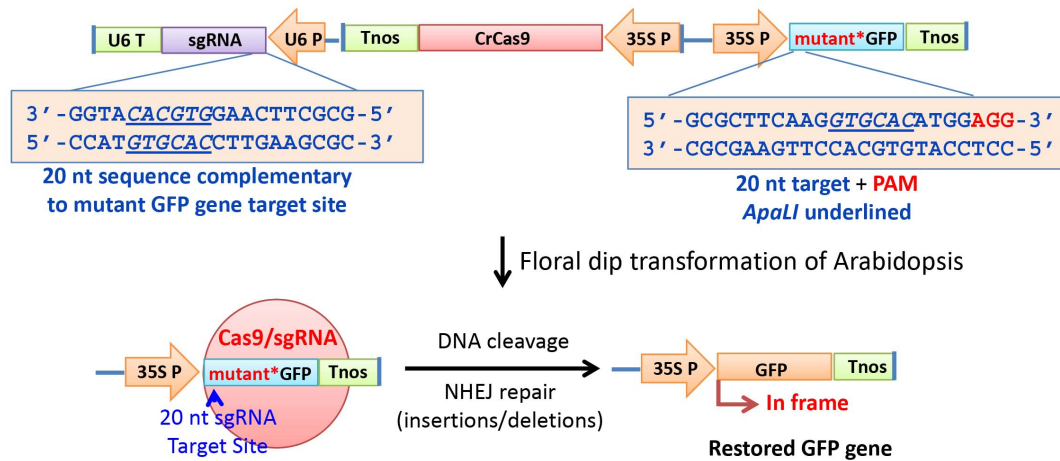 U6 T sgRNA U6 P Tnos CrCas9 35S P 35S P mutant*GFP Tnos
3’-GGTACACGTGGAACTTCGCG-5’
5’-CCATGTGCACCTTGAAGCGC-3’
20 nt sequence complementary
to mutant GFP gene target site
5’-GCGCTTCAAGGTGCACATGGAGG-3’
3’-CGCGAAGTTCCACGTGTACCTCC-5’
20 nt target + PAM
ApaLI underlined
Floral dip transformation of Arabidopsis
Cas9/sgRNA
35S P mutant*GFP Tnos
20 nt sgRNA
Target Site
DNA cleavage
NHEJ repair
(insertions/deletions)
35S P GFP Tnos
In frame
Restored GFP gene